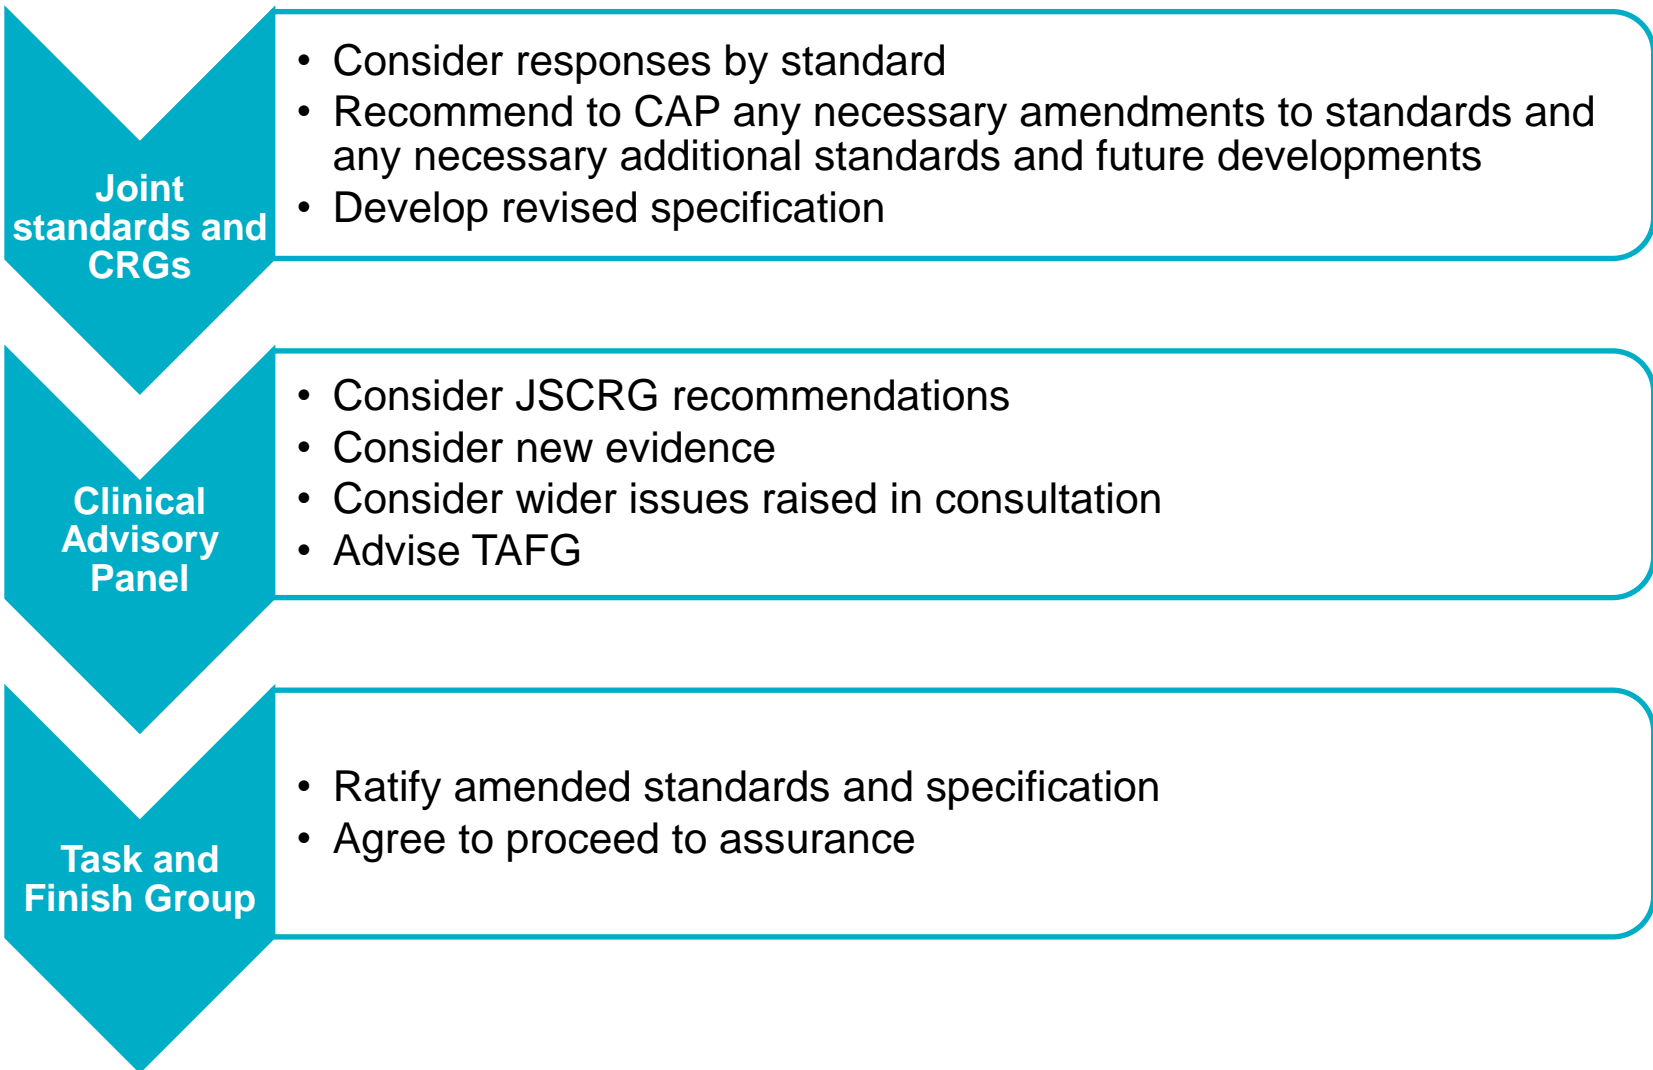 Joint
standards and
CRGs
• Consider responses by standard
• Recommend to CAP any necessary amendments to standards and
any necessary additional standards and future developments
• Develop revised specification
Clinical
Advisory
Panel
• Consider JSCRG recommendations
• Consider new evidence
• Consider wider issues raised in consultation
• Advise TAFG
Task and
Finish Group
• Ratify amended standards and specification
• Agree to proceed to assurance